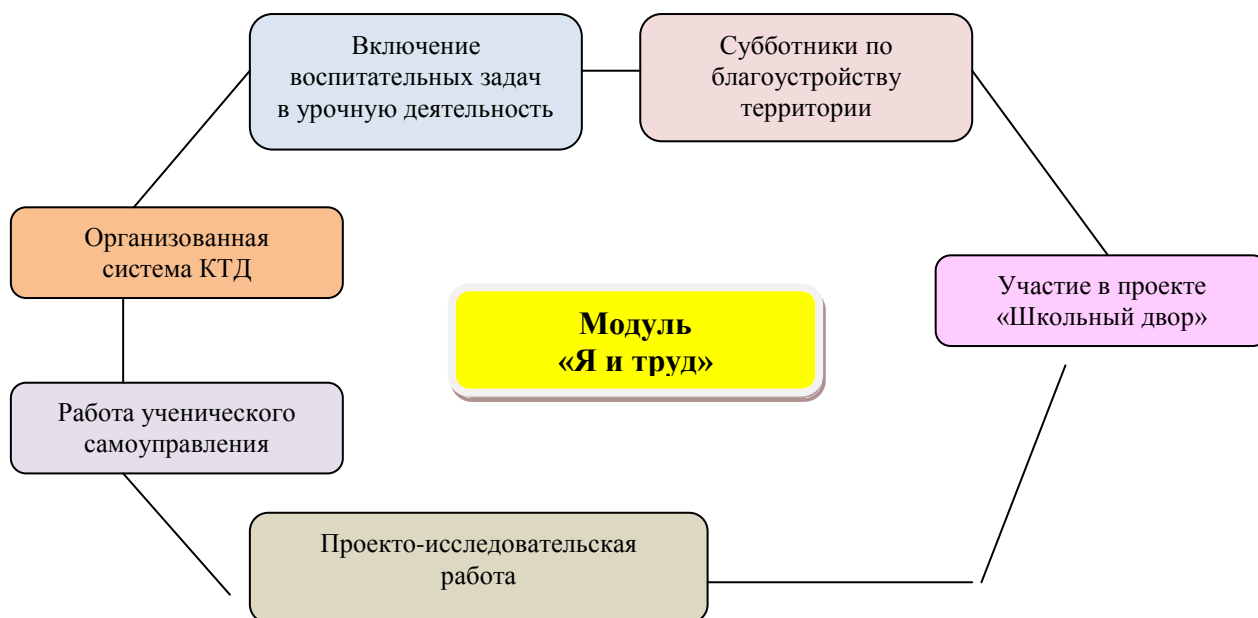 Включение
воспитательных задач
в урочную деятельность
Субботники по
благоустройству
территории
Организованная
система КТД
Участие в проекте
«Школьный двор»
Модуль
«Я и труд»
Работа ученического
самоуправления
Проекто-исследовательская
работа